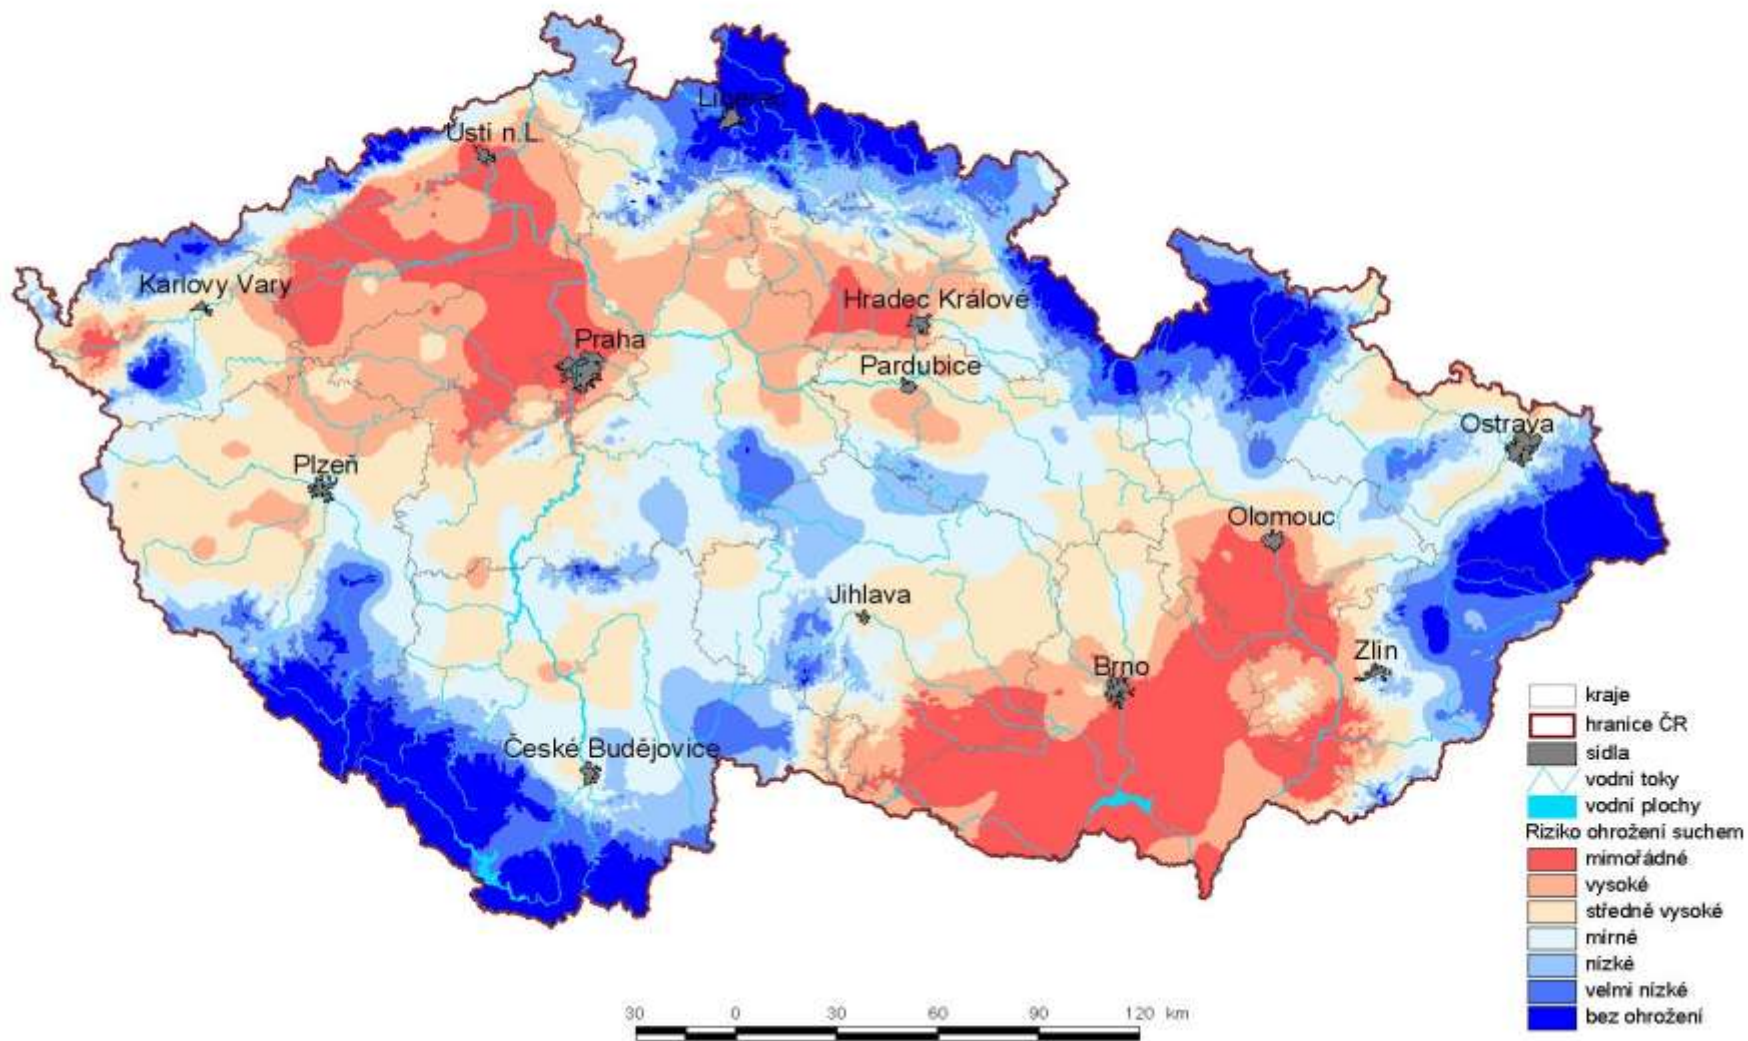 Liberec
Ústí n.L.
Karlovy Vary
Hradec Králové
Praha
Pardubice
Ostrava
Plzeň
Olomouc
Jihlava
Zlín
Brno
České Budějovice
kraje
hranice ČR
sídla
vodní toky
vodní plochy
Riziko ohrožení suchem
mimořádné
vysoké
středně vysoké
mírné
nízké
velmi nízké
bez ohrožení
30 0 30 60 90 120 km